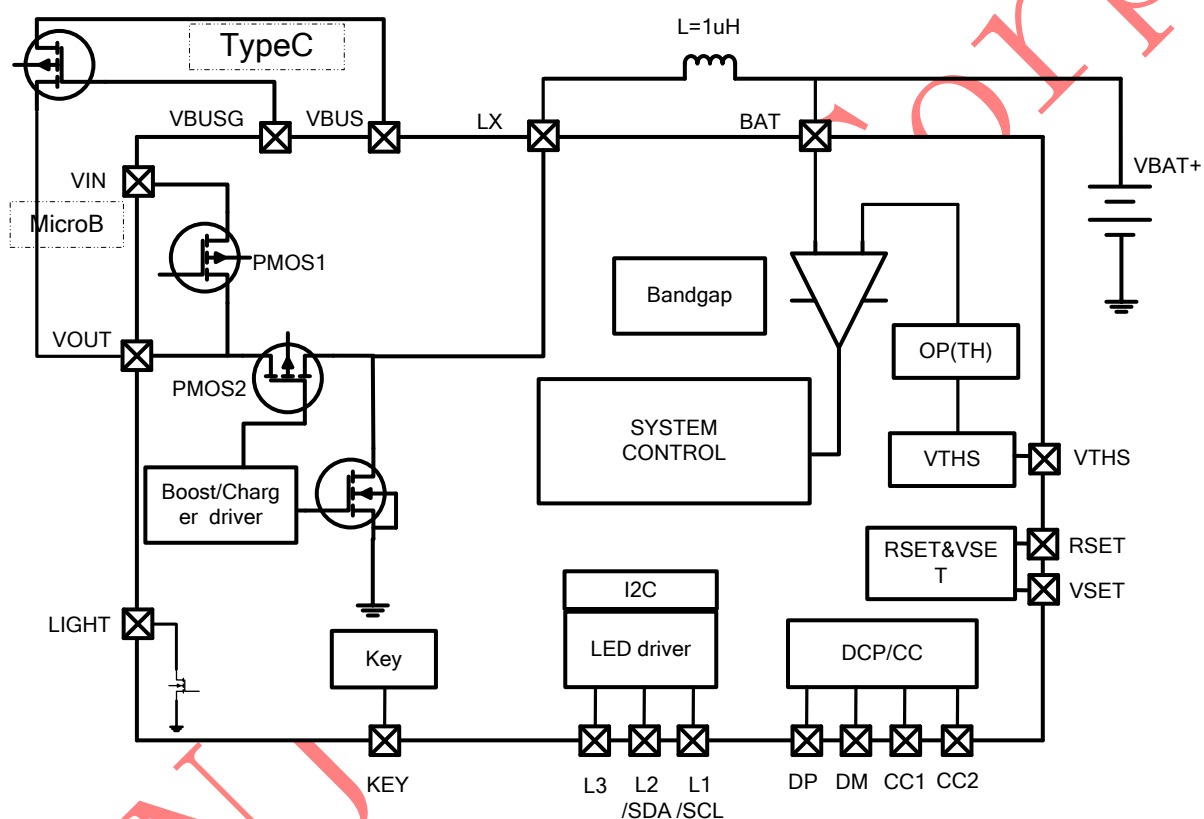 TypeC
L=1uH
VBUSG
VBUS
LX
BAT
VIN
VBAT+
MicroB
PMOS1
Bandgap
VOUT
OP(TH)
PMOS2
SYSTEM
CONTROL
VTHS
VTHS
Boost/Charg
er driver
RSET&VSE
T
RSET
VSET
I2C
LIGHT
Key
LED driver
DCP/CC
KEY
L3
L2
/SDA
L1
/SCL
DP
DM
CC1
CC2